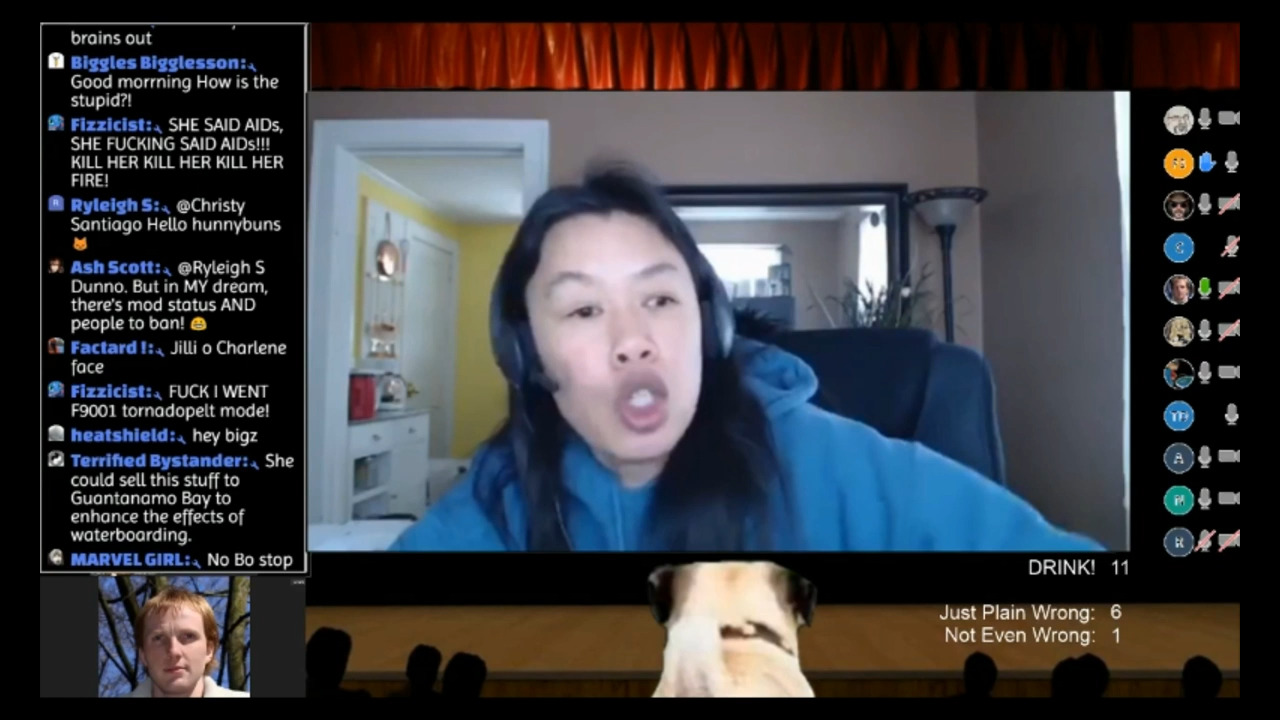 brains out
Biggles Bigglesson:
Good morrning How is the
stupid?!
Fizzicist: SHE SAID AIDs,
SHE FUCKING SAID AIDs!!!
KILL HER KILL HER KILL HER
FIRE!
Ryleigh S: @Christy
Santiago Hello hunnybuns
Ash Scott: @Ryleigh S
Dunno. But in MY dream,
there's mod status AND
people to ban!
Factard !: Jilli o Charlene
face
Fizzicist: FUCK I WENT
F9001 tornadopelt mode!
heatshield: hey bigz
Terrified Bystander: She
could sell this stuff to
Guantanamo Bay to
enhance the effects of
waterboarding.
MARVEL GIRL: No Bo stop
DRINK! 11
Just Plain Wrong: 6
Not Even Wrong: 1